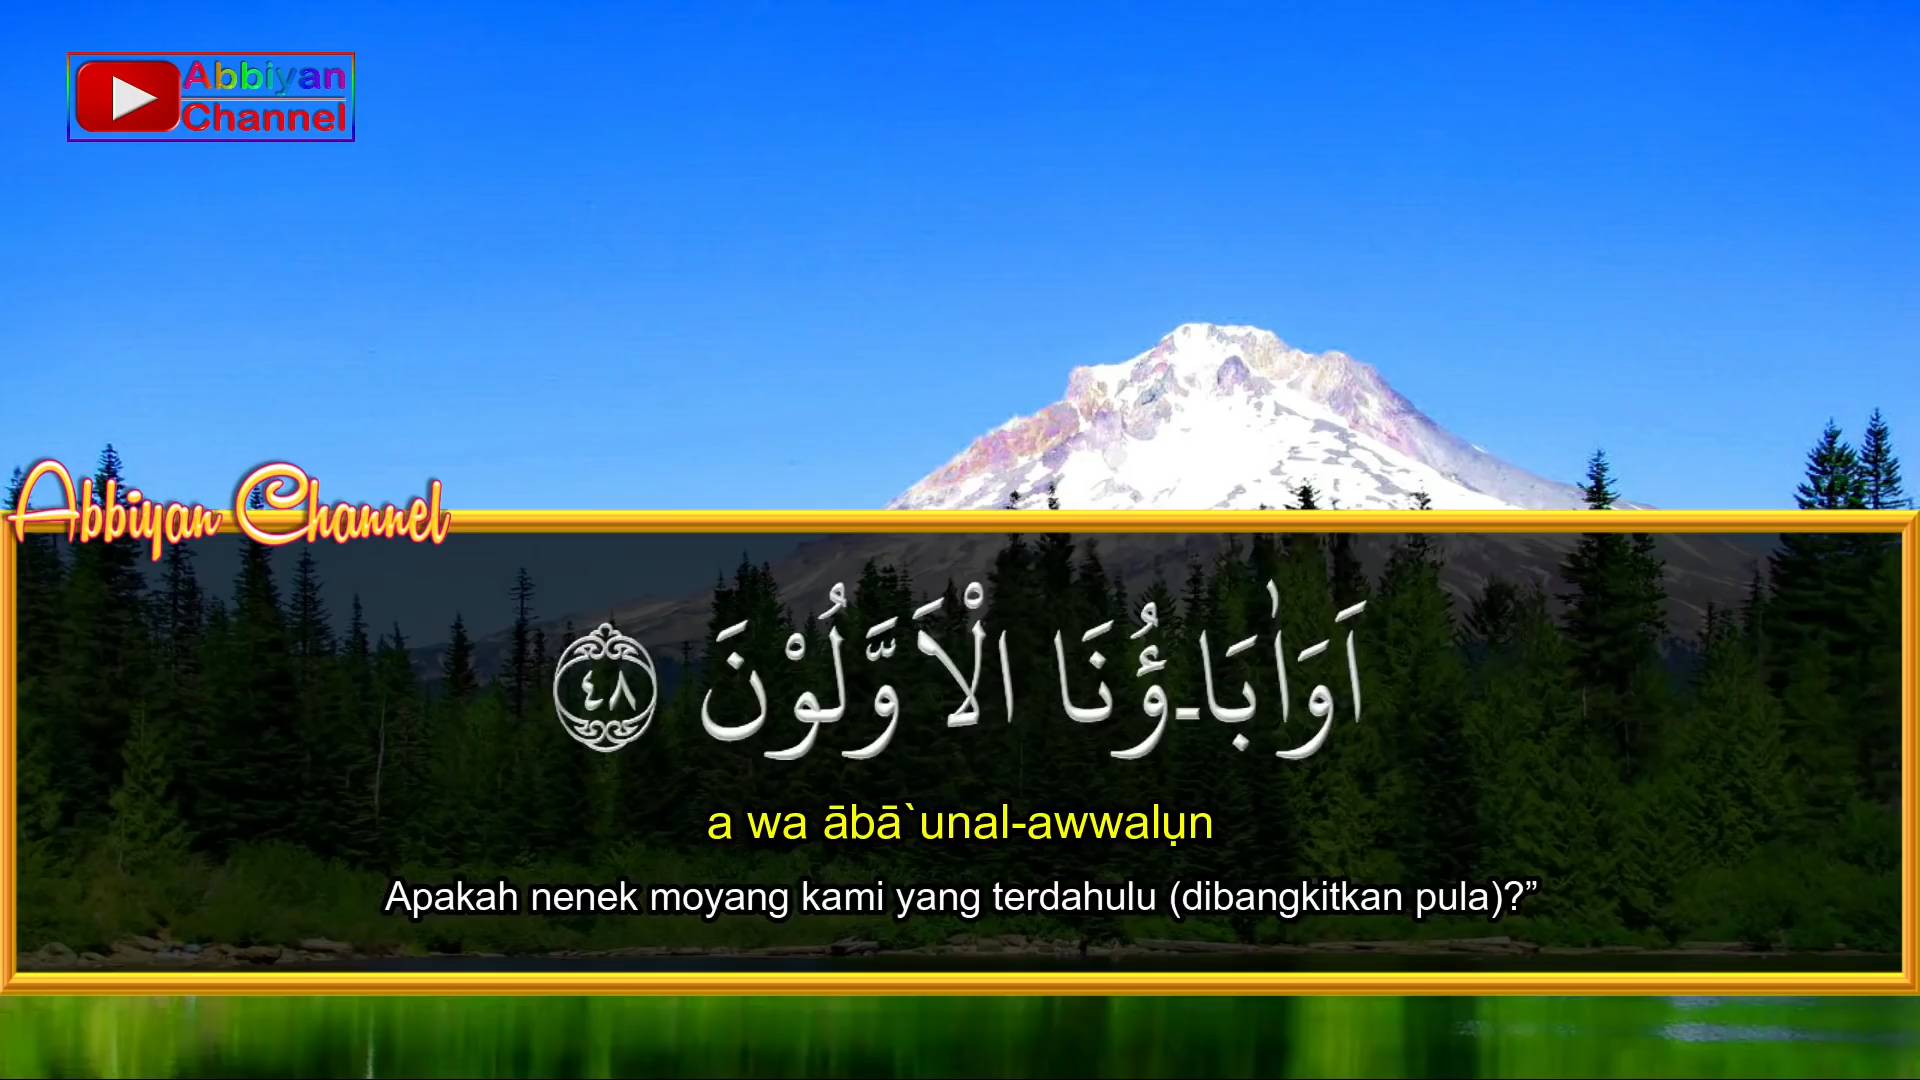 Abbiyan
Channel
Abbiyan Channel
اَوَاٰبَاۤؤُنَا الْاَوَّلُوْنَ ٤٨
a wa ābā`unal-awwalụn
Apakah nenek moyang kami yang terdahulu (dibangkitkan pula)?”